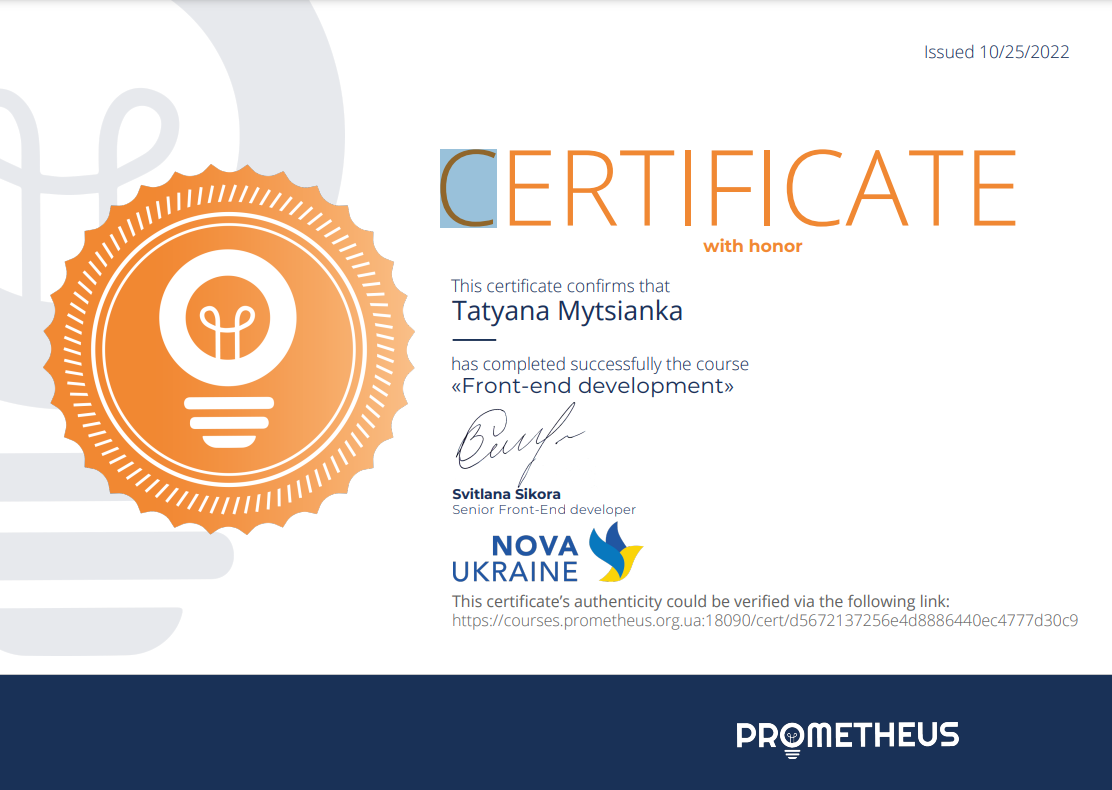 Issued 10/25/2022
CERTIFICATE
with honor
This certificate confirms that
Tatyana Mytsianka
has completed successfully the course
«Front-end development»
Svitlana Sikora
Senior Front-End developer
NOVA
UKRAINE
This certificate’s authenticity could be verified via the following link:
https://courses.prometheus.org.ua:18090/cert/d5672137256e4d8886440ec4777d30c9
PROMETHEUS